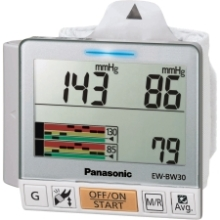 mmHg mmHg
143 86
130
85
79
Panasonic EW-BW30
G OFF/ON START M/R Avg.